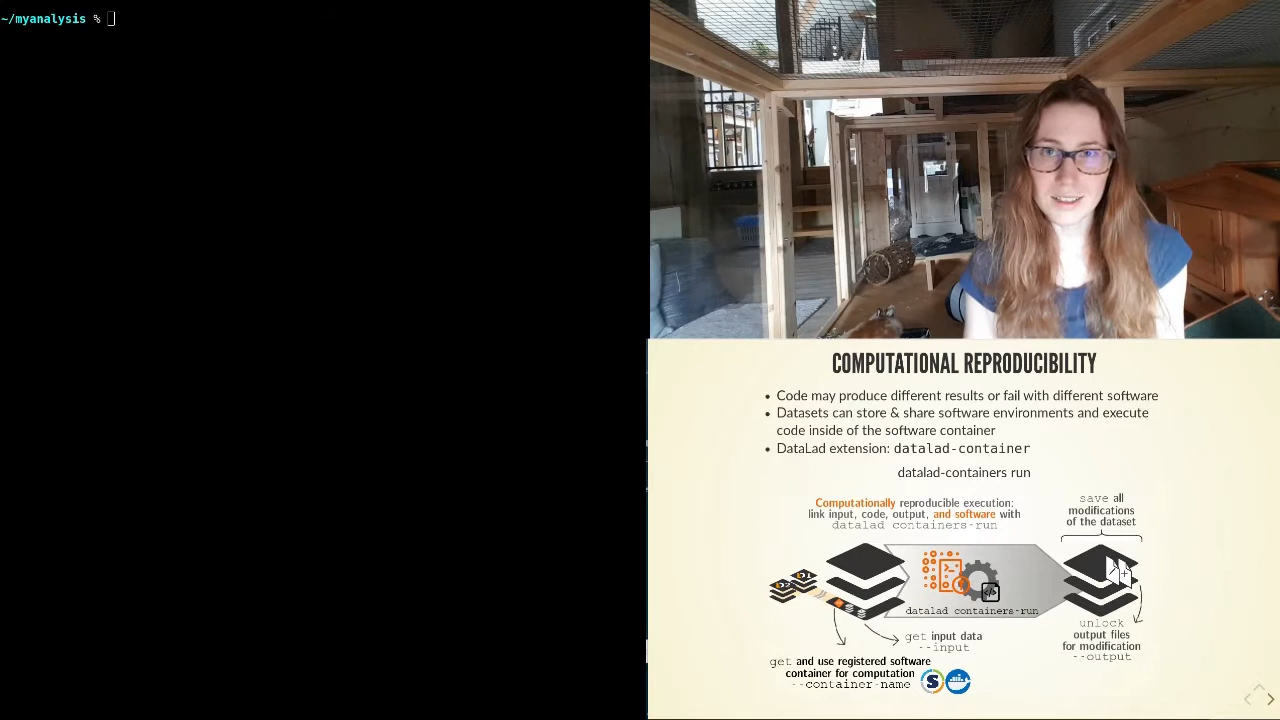 ~/myanalysis %
COMPUTATIONAL REPRODUCIBILITY
• Code may produce different results or fail with different software
• Datasets can store & share software environments and execute
code inside of the software container
• DataLad extension: datalad-container
datalad-containers run
Computationally reproducible execution:
link input, code, output, and software with
datalad containers-run
save all
modifications
of the dataset
datalad containers-run
get input data
--input
unlock
output files
for modification
--output
get and use registered software
container for computation
--container-name